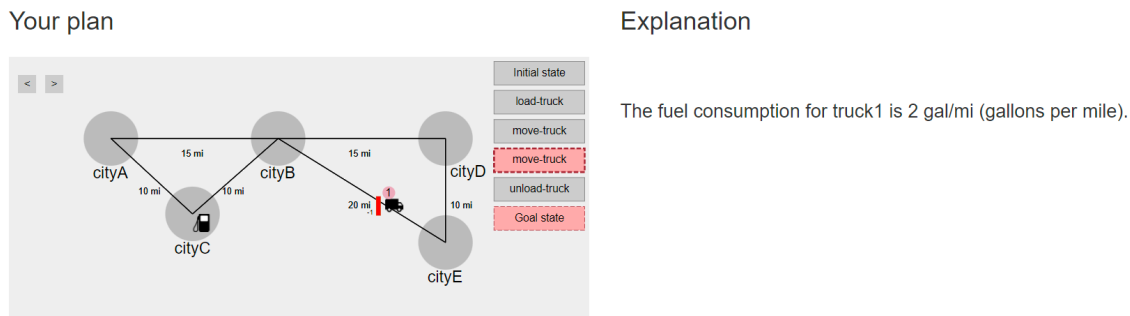 Your plan
Explanation
< >
Initial state
load-truck
move-truck
move-truck
unload-truck
Goal state
The fuel consumption for truck1 is 2 gal/mi (gallons per mile).
15 mi
15 mi
cityA
cityB
cityD
10 mi
10 mi
1
20 mi
-1
10 mi
cityC
cityE